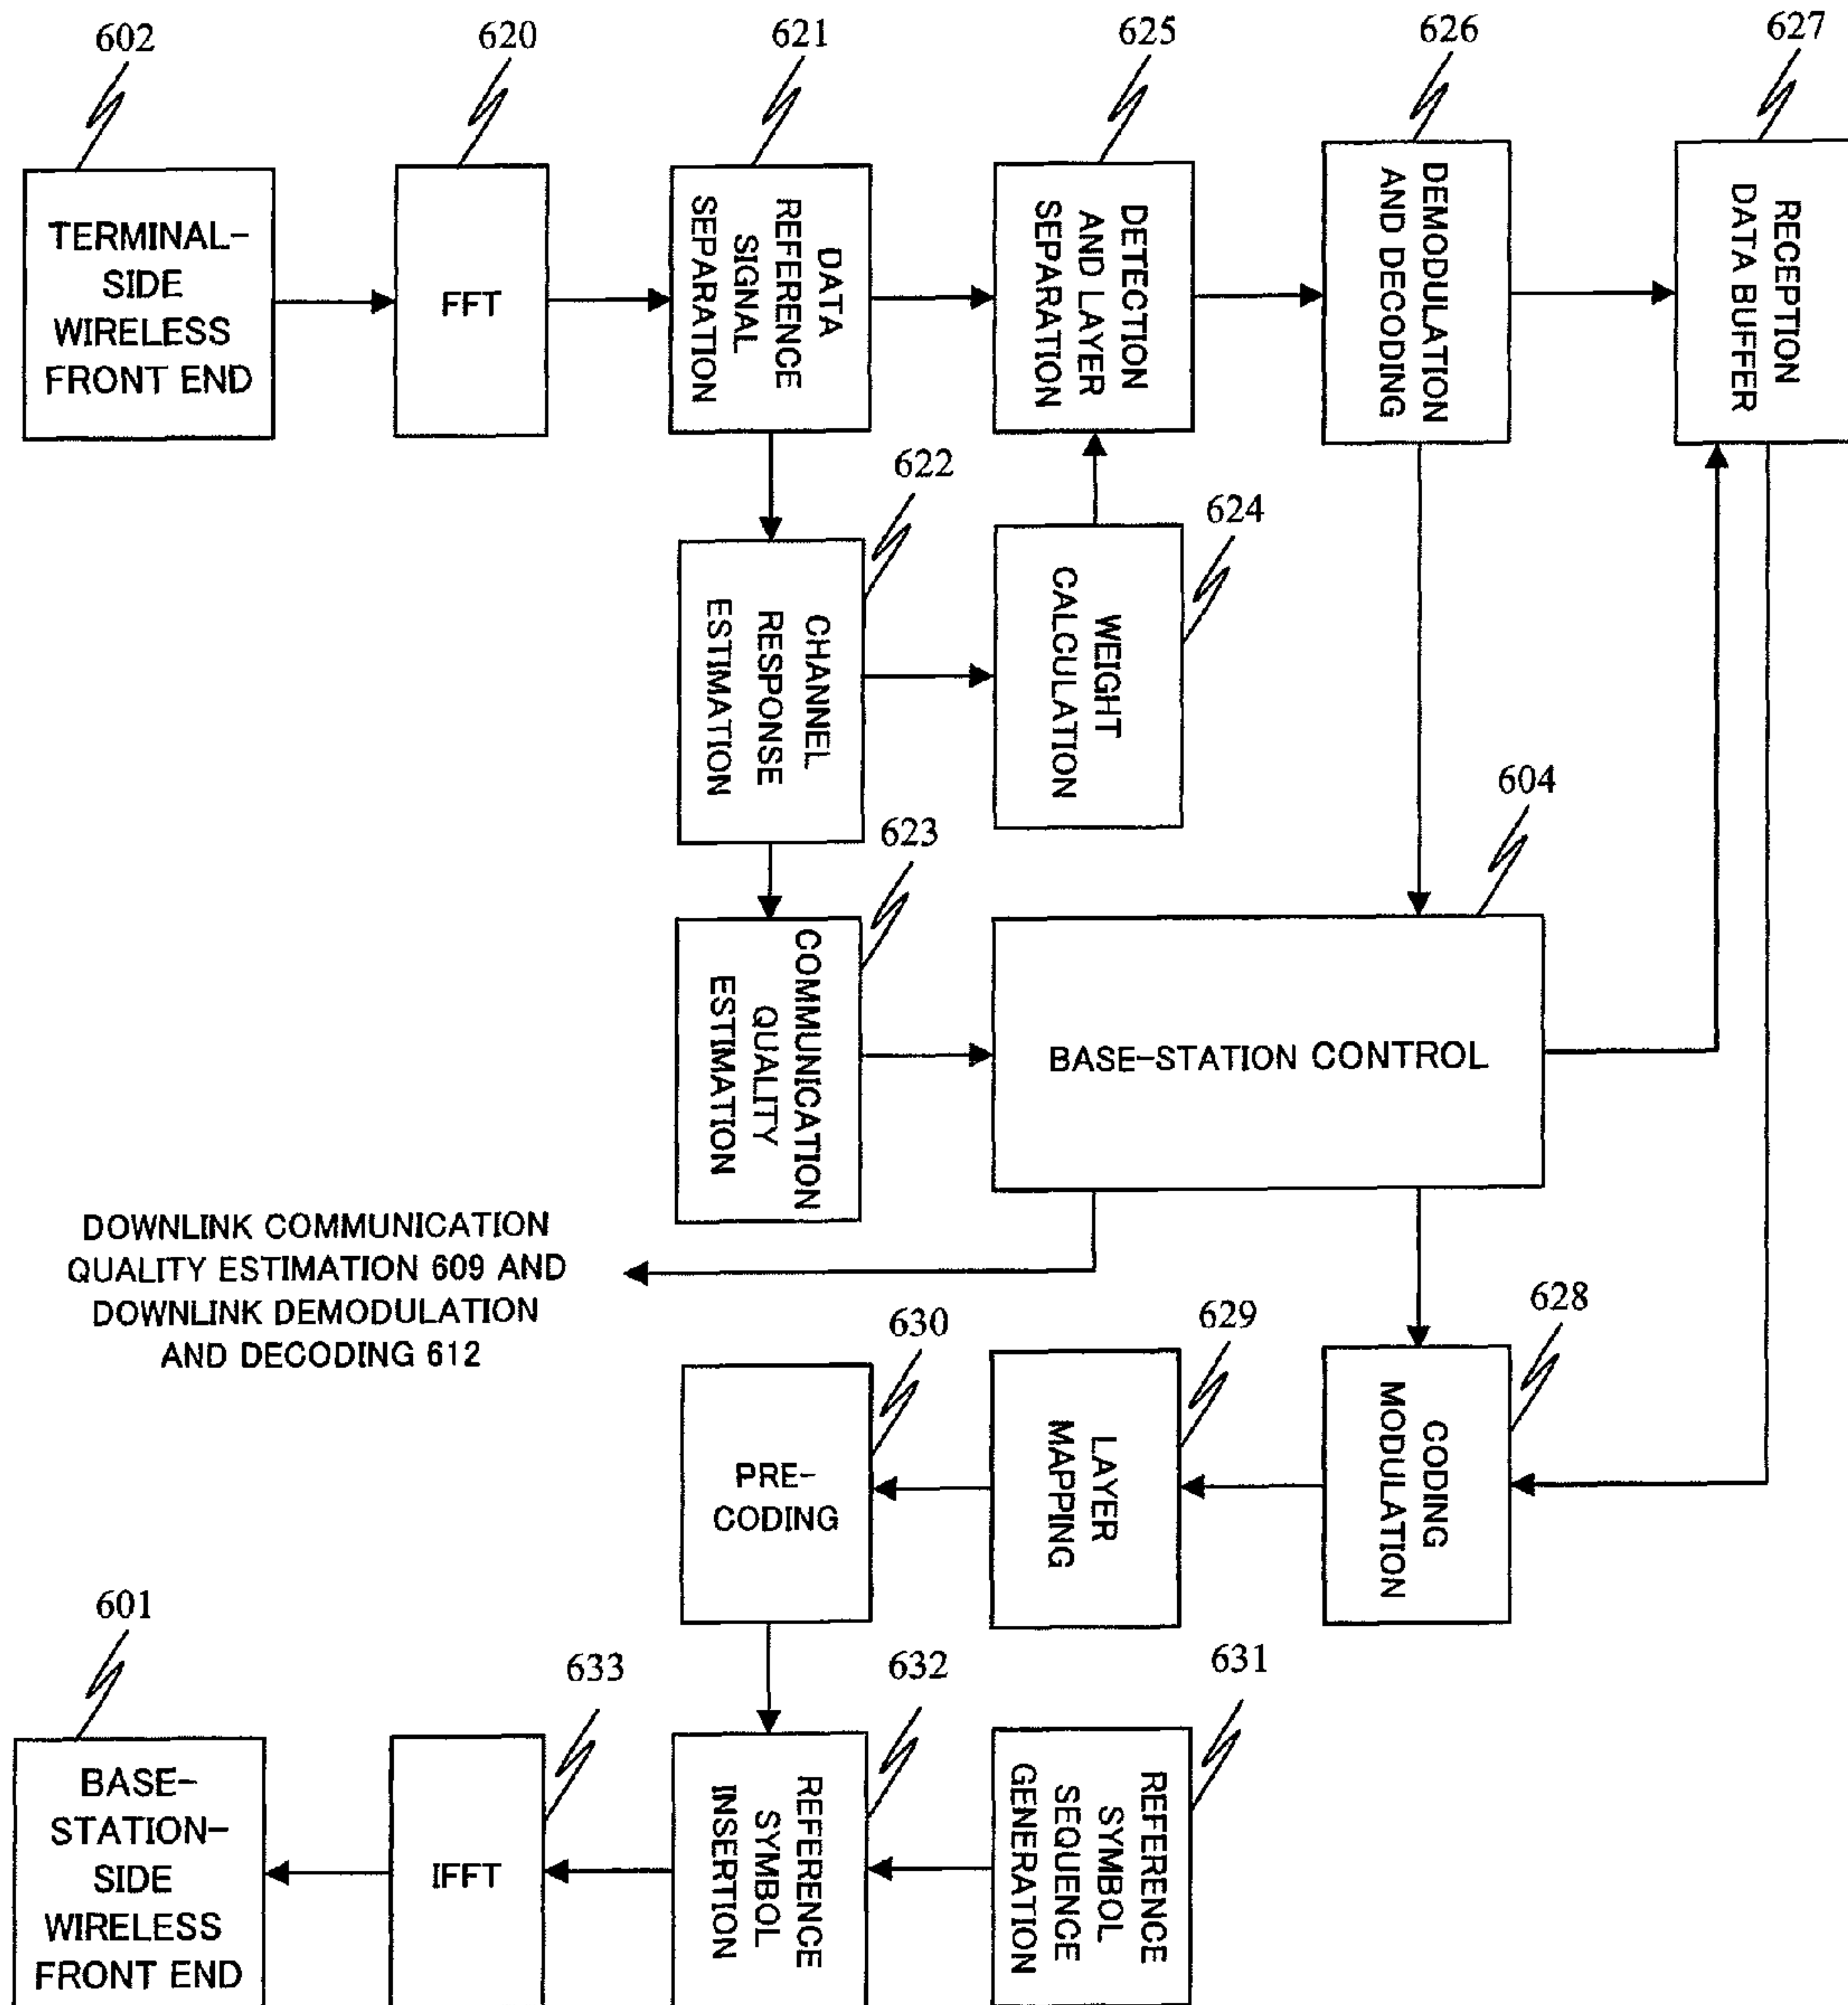 602
620
621
625
626
627
TERMINAL-
SIDE
WIRELESS
FRONT END
FFT
DATA
REFERENCE
SIGNAL
SEPARATION
DETECTION
AND LAYER
SEPARATION
DEMODULATION
AND DECODING
RECEPTION
DATA BUFFER
622
624
CHANNEL
RESPONSE
ESTIMATION
WEIGHT
CALCULATION
623
604
COMMUNICATION
QUALITY
ESTIMATION
BASE-STATION CONTROL
DOWNLINK COMMUNICATION
QUALITY ESTIMATION 609 AND
DOWNLINK DEMODULATION
AND DECODING 612
630
629
628
PRE-
CODING
LAYER
MAPPING
CODING
MODULATION
601
633
632
631
BASE-
STATION-
SIDE
WIRELESS
FRONT END
IFFT
REFERENCE
SYMBOL
INSERTION
REFERENCE
SYMBOL
SEQUENCE
GENERATION